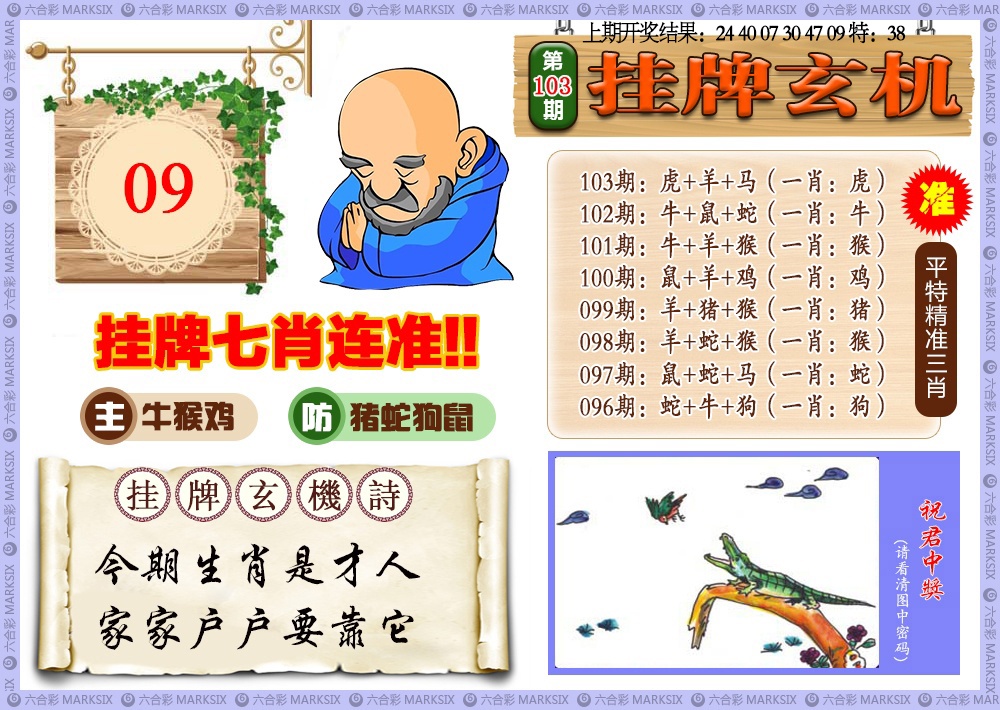 上期开奖结果：24 40 07 30 47 09 特：38
第103期
挂牌玄机
09
103期：虎+羊+马（一肖：虎）
102期：牛+鼠+蛇（一肖：牛）
101期：牛+羊+猴（一肖：猴）
100期：鼠+羊+鸡（一肖：鸡）
099期：羊+猪+猴（一肖：猪）
098期：羊+蛇+猴（一肖：猴）
097期：鼠+蛇+马（一肖：蛇）
096期：蛇+牛+狗（一肖：狗）
准
平特精准三肖
挂牌七肖连准!!
主 牛猴鸡
防 猪蛇狗鼠
挂牌玄機詩
今期生肖是才人
家家户户要靠它
祝君中獎
（请看清图中密码）
六合彩 MARKSIX